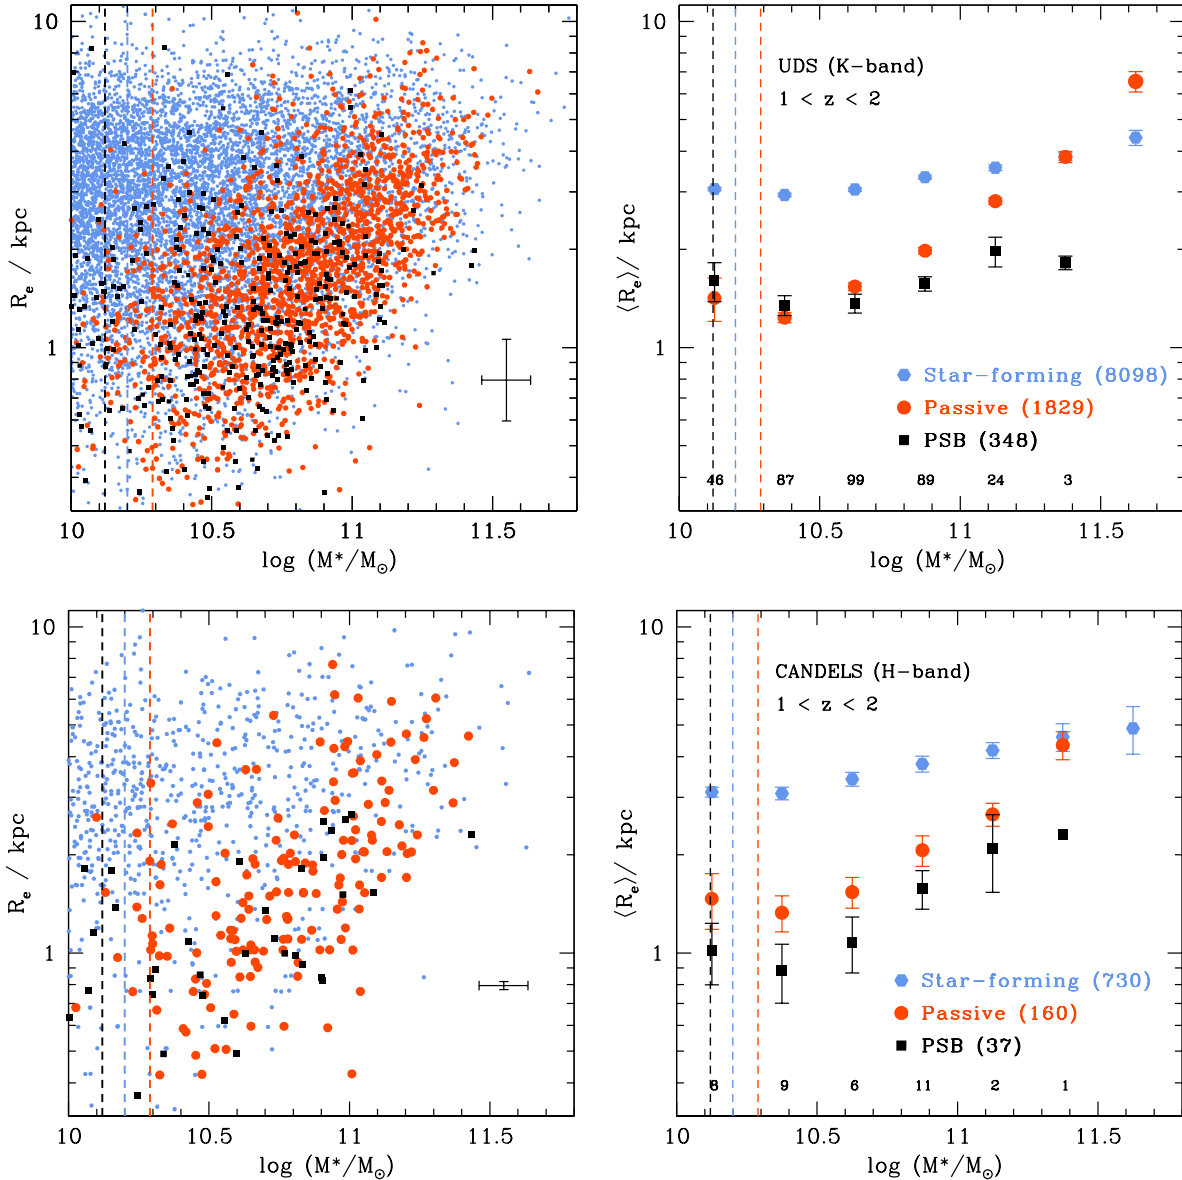 10
1
R_e / kpc
10
10.5
11
11.5
log (M*/M_⊙)
UDS (K-band)
1 < z < 2
10
1
⟨R_e⟩/ kpc
Star-forming (8098)
Passive (1829)
PSB (348)
46
87
99
89
24
3
10
10.5
11
11.5
log (M*/M_⊙)
10
1
R_e / kpc
10
10.5
11
11.5
log (M*/M_⊙)
CANDELS (H-band)
1 < z < 2
10
1
⟨R_e⟩/ kpc
Star-forming (730)
Passive (160)
PSB (37)
8
9
6
11
2
1
10
10.5
11
11.5
log (M*/M_⊙)